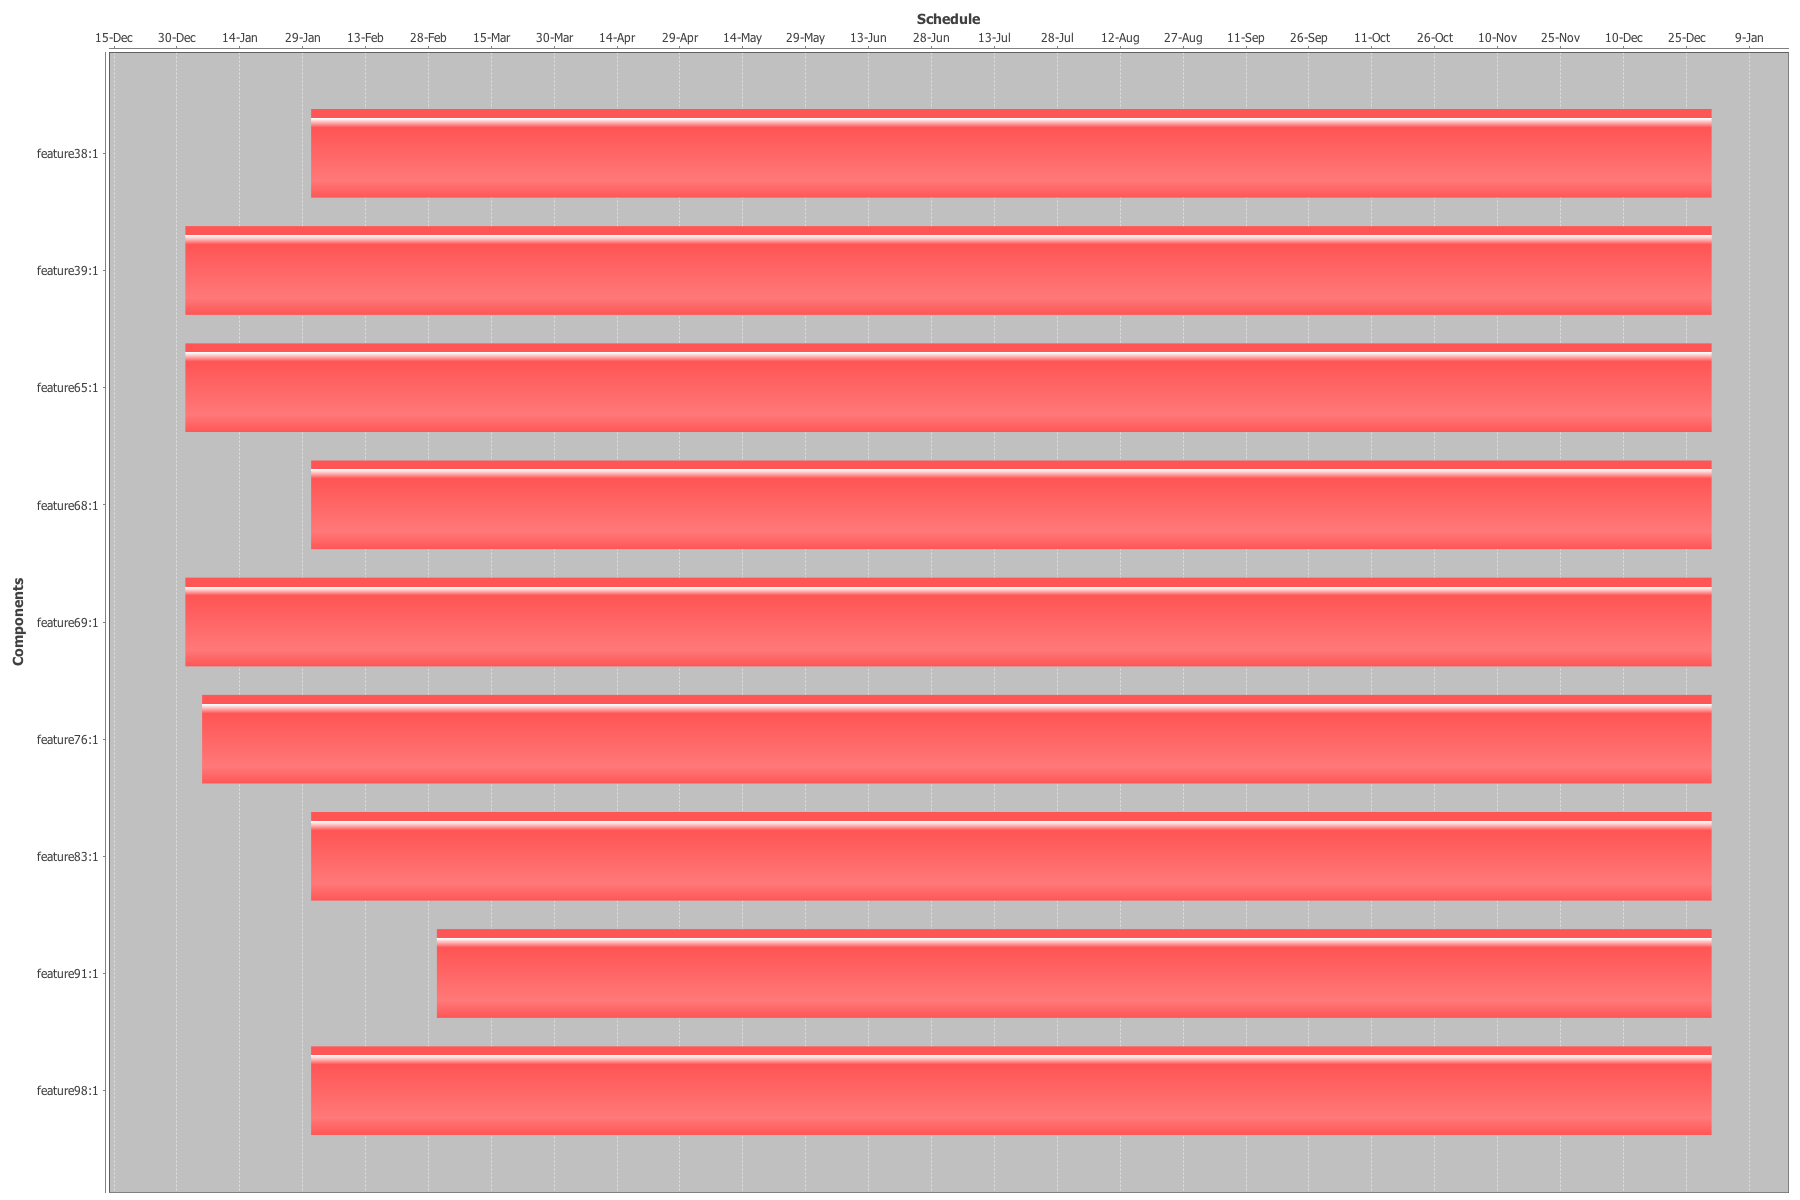 Schedule
15-Dec 30-Dec 14-Jan 29-Jan 13-Feb 28-Feb 15-Mar 30-Mar 14-Apr 29-Apr 14-May 29-May 13-Jun 28-Jun 13-Jul 28-Jul 12-Aug 27-Aug 11-Sep 26-Sep 11-Oct 26-Oct 10-Nov 25-Nov 10-Dec 25-Dec 9-Jan
Components
feature38:1
feature39:1
feature65:1
feature68:1
feature69:1
feature76:1
feature83:1
feature91:1
feature98:1